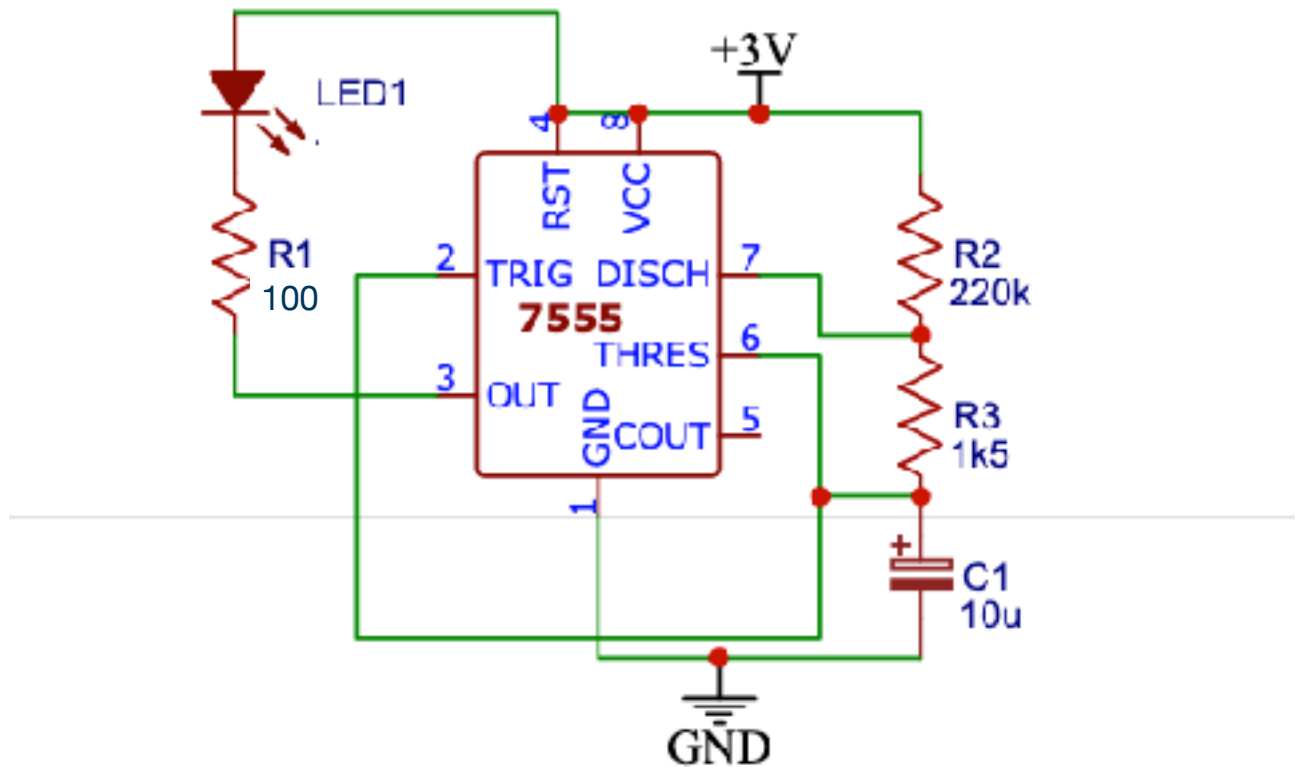 +3V
LED1
4
8
RST
VCC
R1
100
2
TRIG
DISCH
7
R2
220k
7555
THRES
6
3
OUT
GND
COUT
5
R3
1k5
1
+
C1
10u
GND